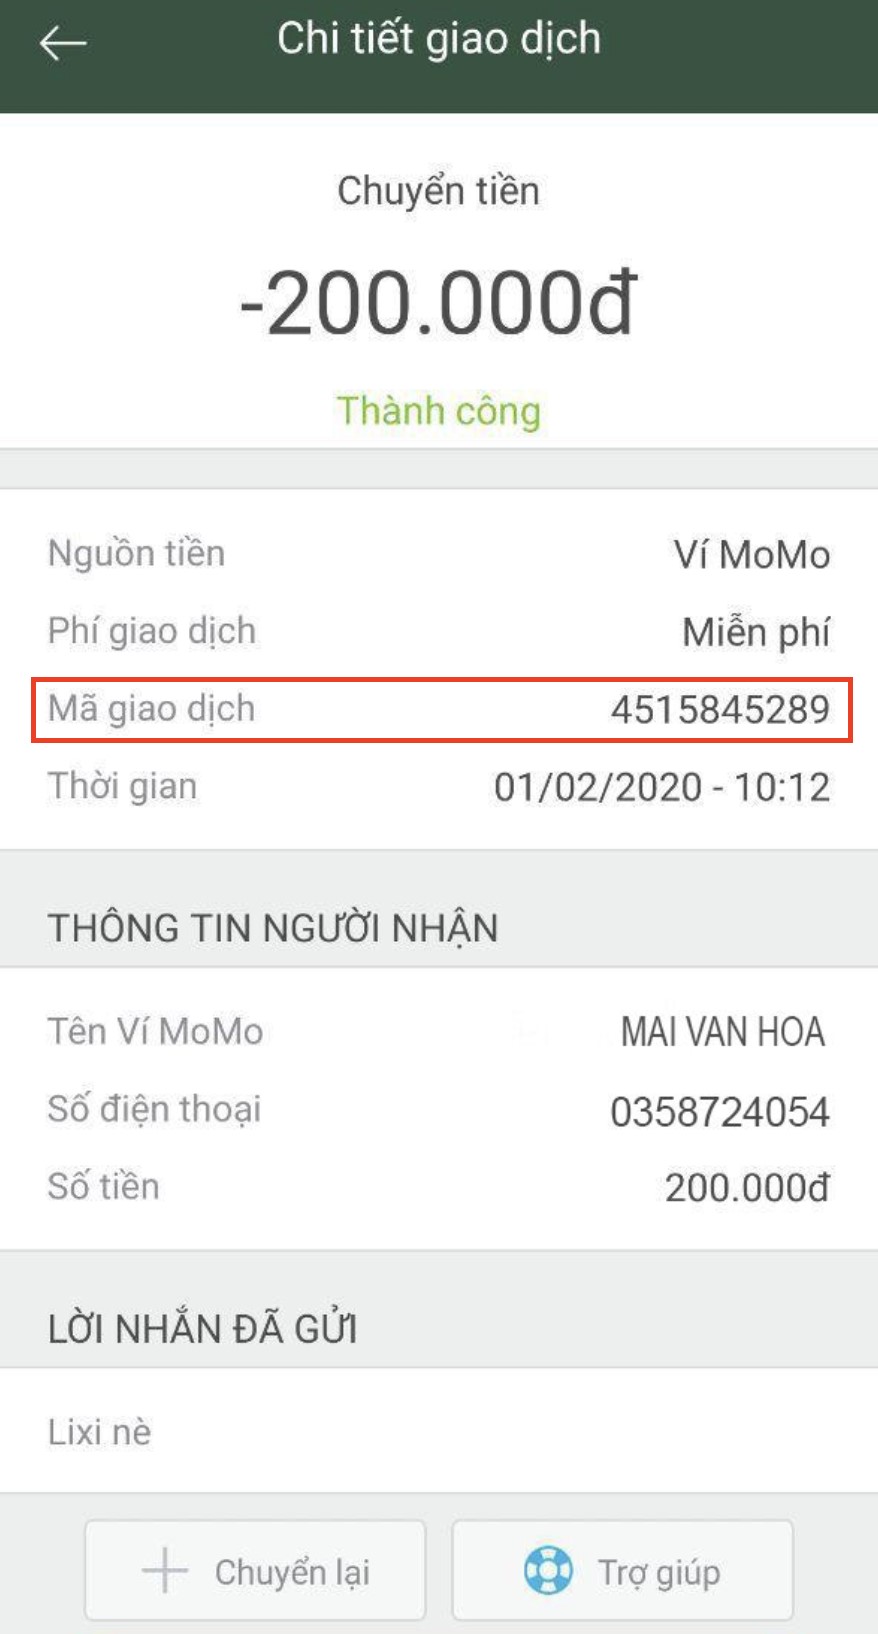 Chi tiết giao dịch
Chuyển tiền
-200.000đ
Thành công
Nguồn tiền Ví MoMo
Phí giao dịch Miễn phí
Mã giao dịch 4515845289
Thời gian 01/02/2020 - 10:12
THÔNG TIN NGƯỜI NHẬN
Tên Ví MoMo MAI VAN HOA
Số điện thoại 0358724054
Số tiền 200.000đ
LỜI NHẮN ĐÃ GỬI
Lixi nè
Chuyển lại Trợ giúp